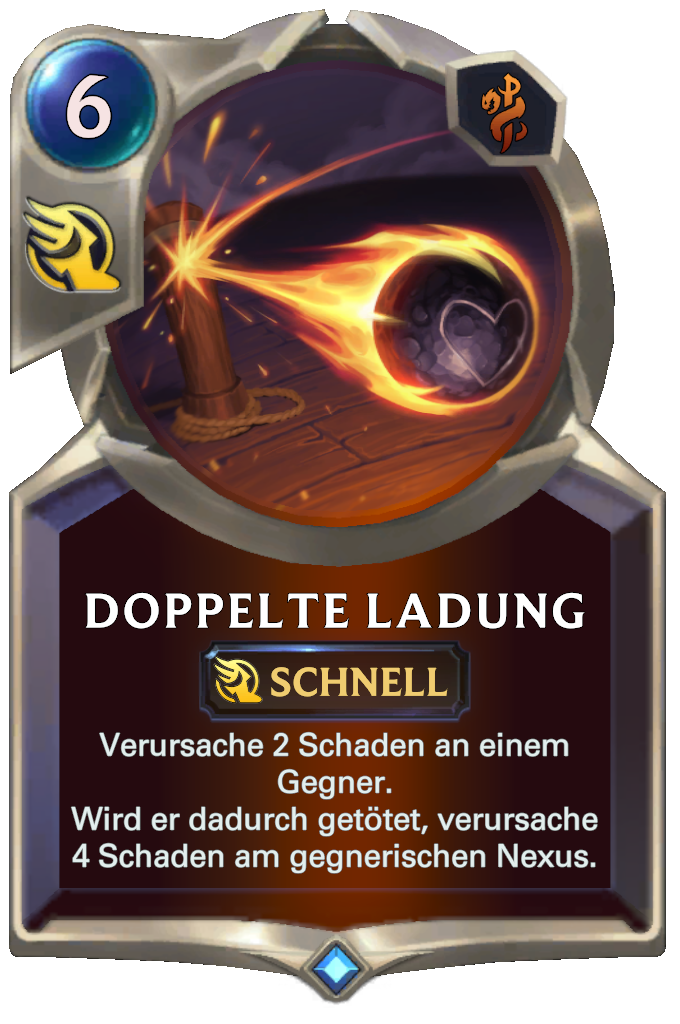 6
DOPPELTE LADUNG
SCHNELL
Verursache 2 Schaden an einem
Gegner.
Wird er dadurch getötet, verursache
4 Schaden am gegnerischen Nexus.